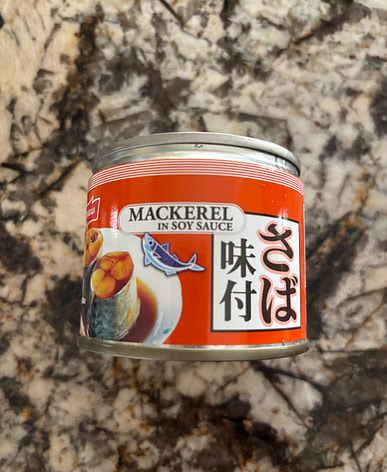 MACKEREL
IN SOY SAUCE
さば
味付